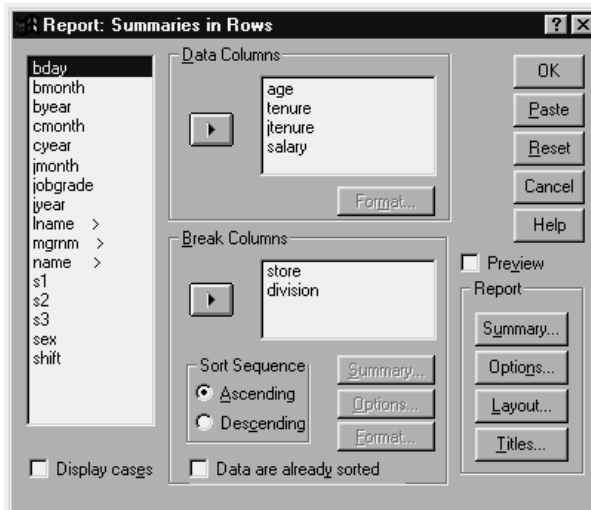 Report: Summaries in Rows
bday
bmonth
byear
cmonth
cyear
jmonth
jobgrade
jyear
lname >
mgrnm >
name >
s1
s2
s3
sex
shift
Display cases
Data Columns
age
tenure
jtenure
salary
Format...
Break Columns
store
division
Sort Sequence
Ascending
Descending
Summary...
Options...
Format...
Data are already sorted
OK
Paste
Reset
Cancel
Help
Preview
Report
Summary...
Options...
Layout...
Titles...